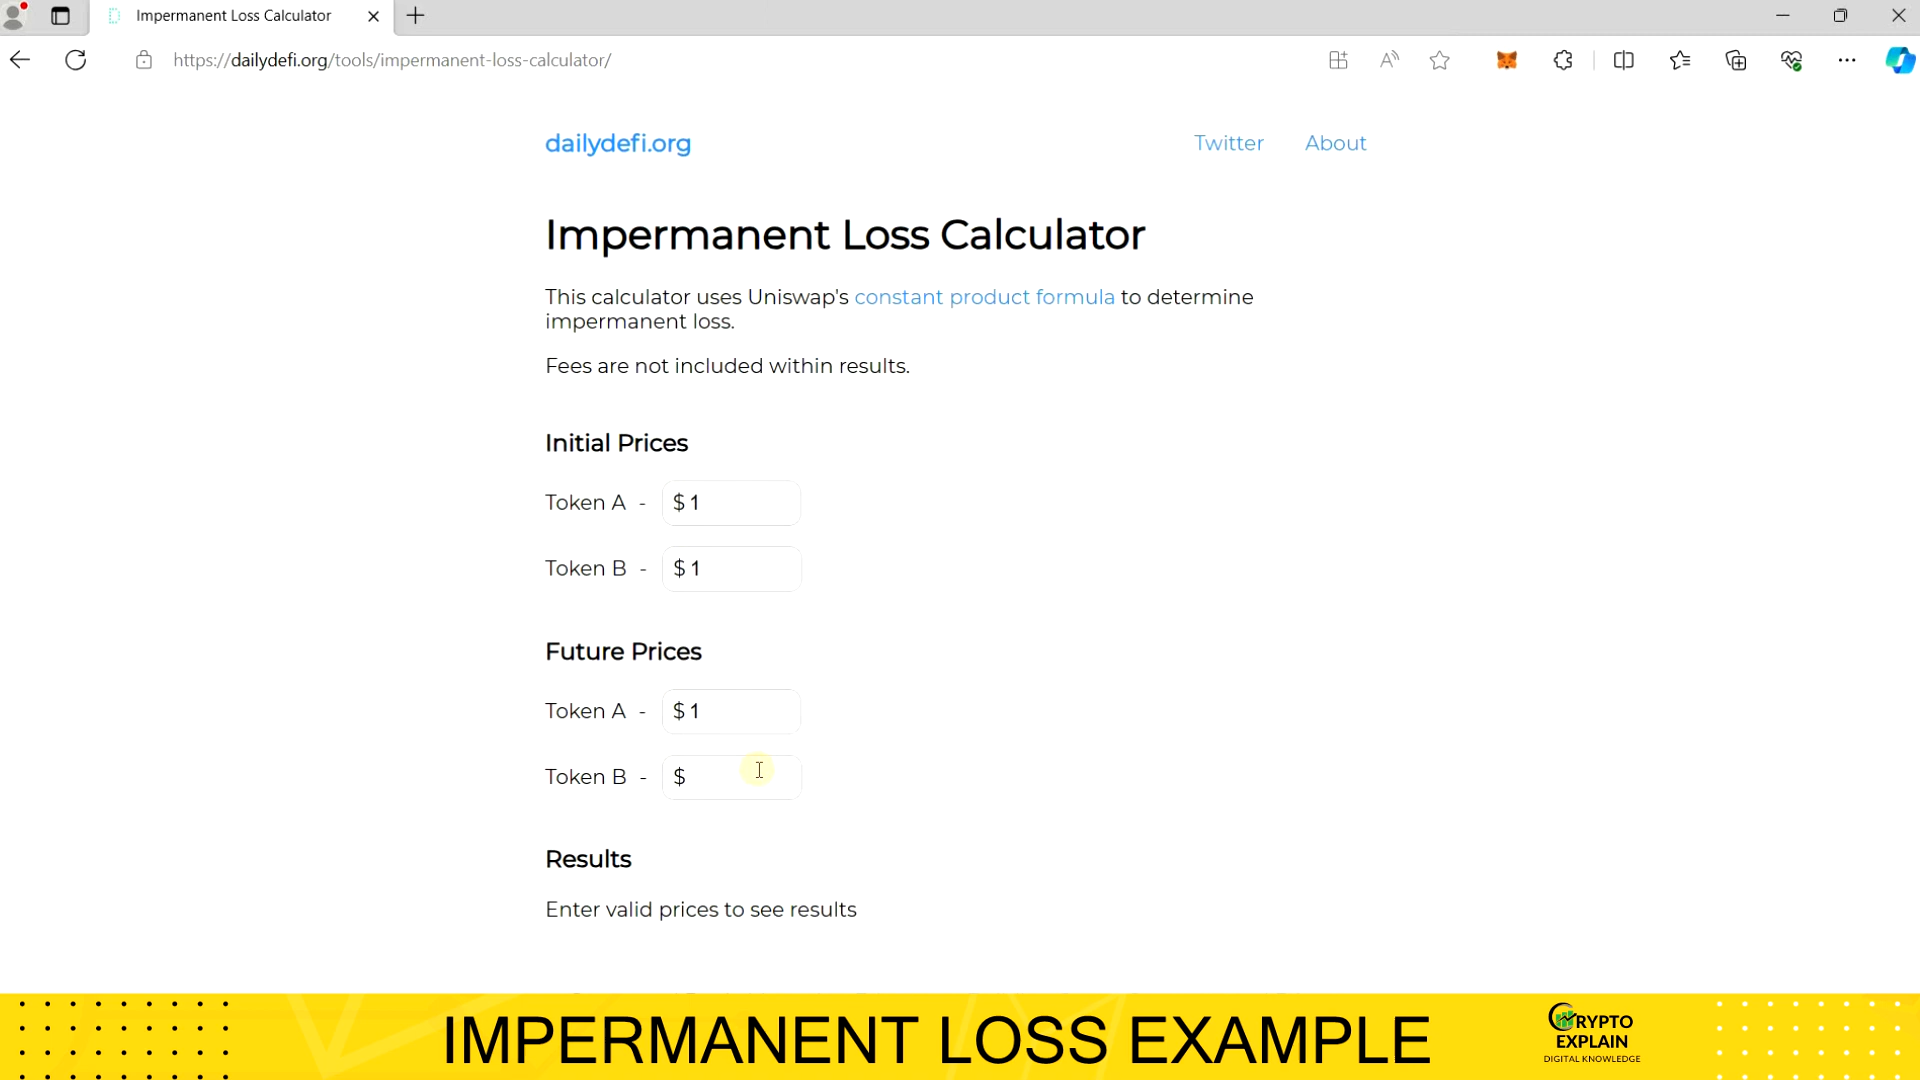 Impermanent Loss Calculator
https://dailydefi.org/tools/impermanent-loss-calculator/
dailydefi.org
Twitter
About
Impermanent Loss Calculator
This calculator uses Uniswap's constant product formula to determine
impermanent loss.
Fees are not included within results.
Initial Prices
Token A - $ 1
Token B - $ 1
Future Prices
Token A - $ 1
Token B - $
Results
Enter valid prices to see results
IMPERMANENT LOSS EXAMPLE
CRYPTO
EXPLAIN
DIGITAL KNOWLEDGE